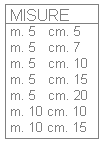 MISURE
m. 5 cm. 5
m. 5 cm. 7
m. 5 cm. 10
m. 5 cm. 15
m. 5 cm. 20
m. 10 cm. 10
m. 10 cm. 15